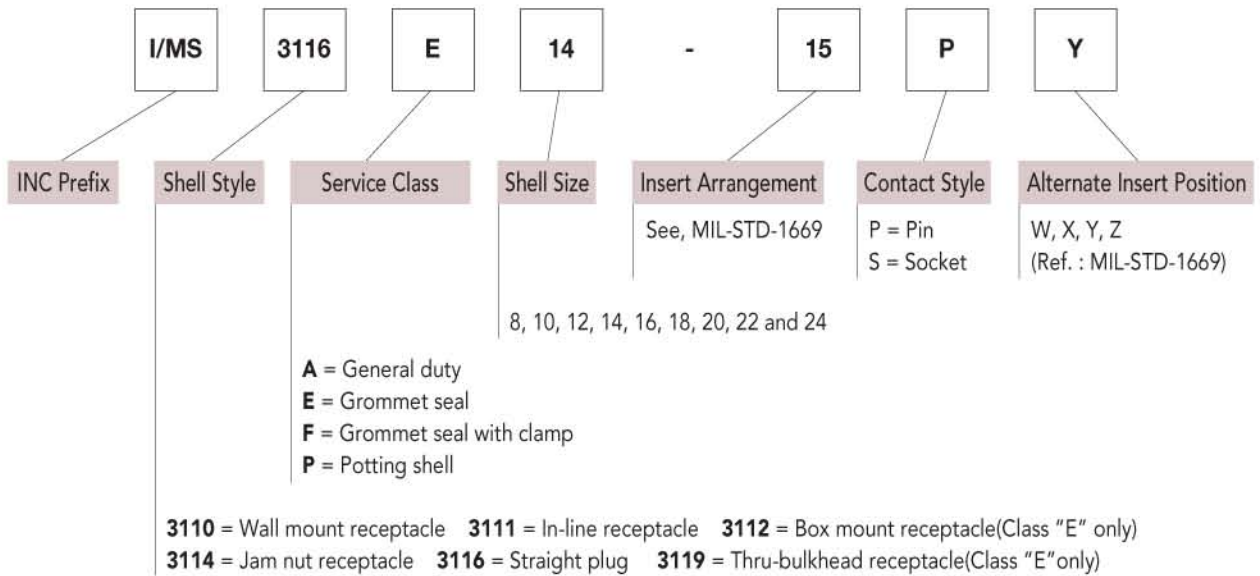 I/MS 3116 E 14 - 15 P Y
INC Prefix Shell Style Service Class Shell Size Insert Arrangement Contact Style Alternate Insert Position
See, MIL-STD-1669 P = Pin W, X, Y, Z
S = Socket (Ref. : MIL-STD-1669)
8, 10, 12, 14, 16, 18, 20, 22 and 24
A = General duty
E = Grommet seal
F = Grommet seal with clamp
P = Potting shell
3110 = Wall mount receptacle 3111 = In-line receptacle 3112 = Box mount receptacle(Class "E" only)
3114 = Jam nut receptacle 3116 = Straight plug 3119 = Thru-bulkhead receptacle(Class "E"only)